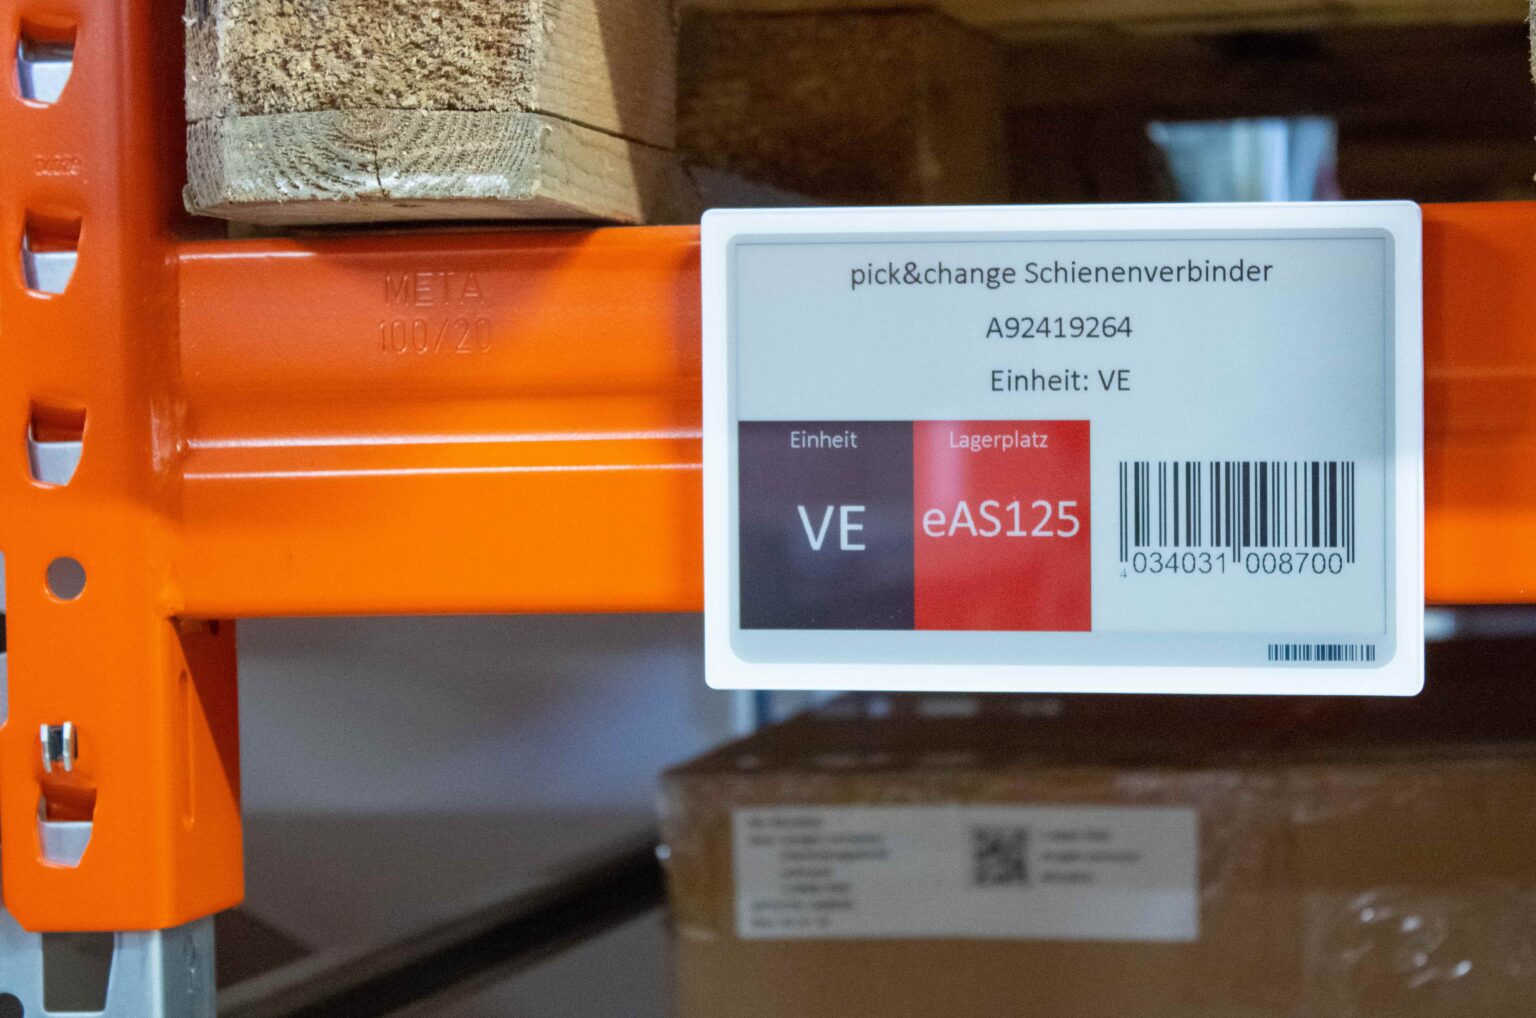 META
100/20
pick&change Schienenverbinder
A92419264
Einheit: VE
Einheit
VE
Lagerplatz
eAS125
4 034031 008700